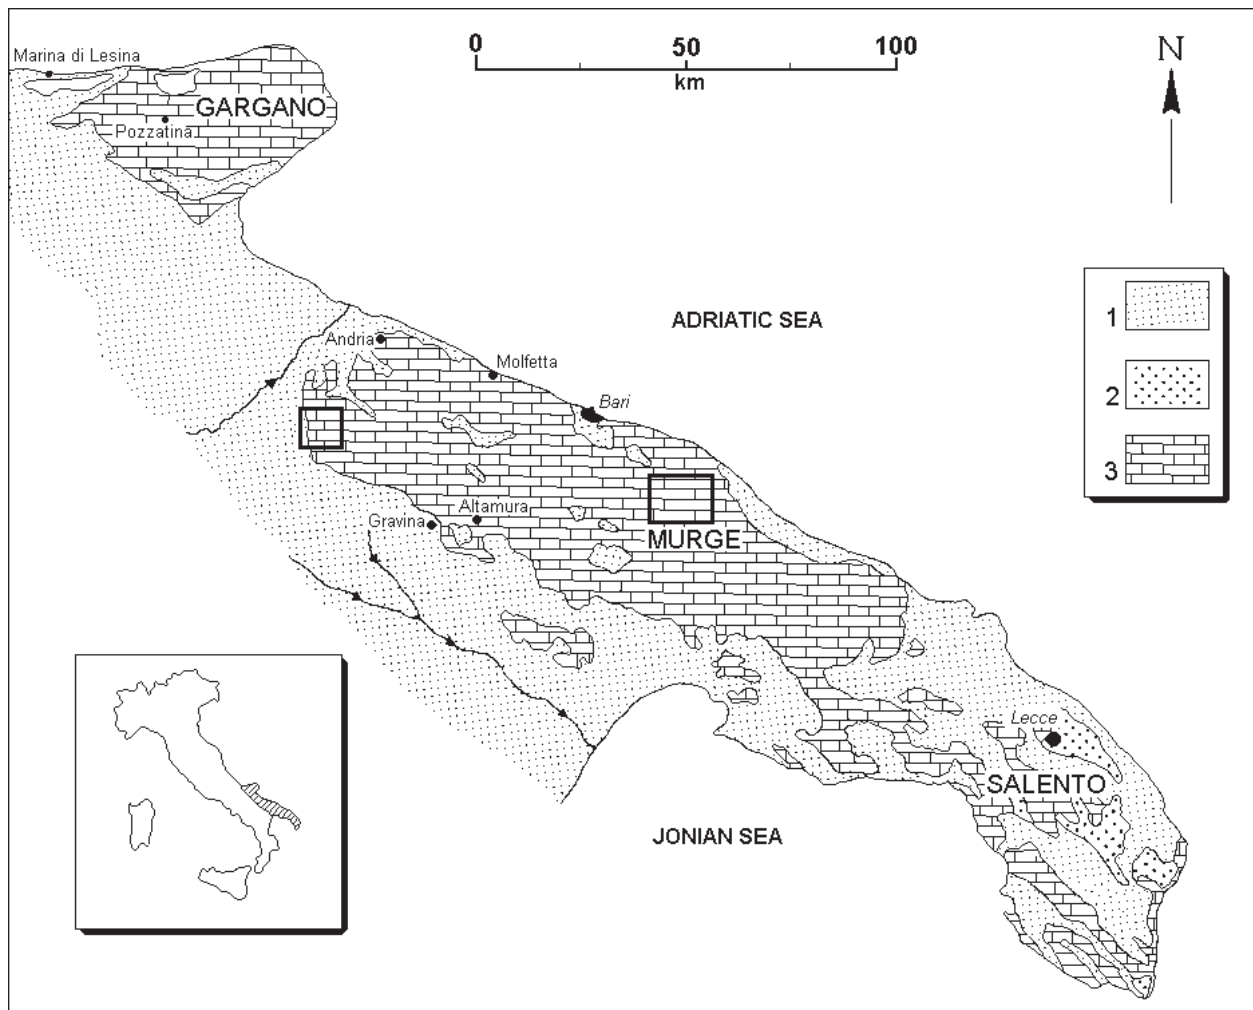 Marina di Lesina
0 50 100
km
N
GARGANO
Pozzatina
ADRIATIC SEA
1
Andria
Molfetta
2
Bari
3
Altamura
Gravina
MURGE
Lecce
SALENTO
JONIAN SEA